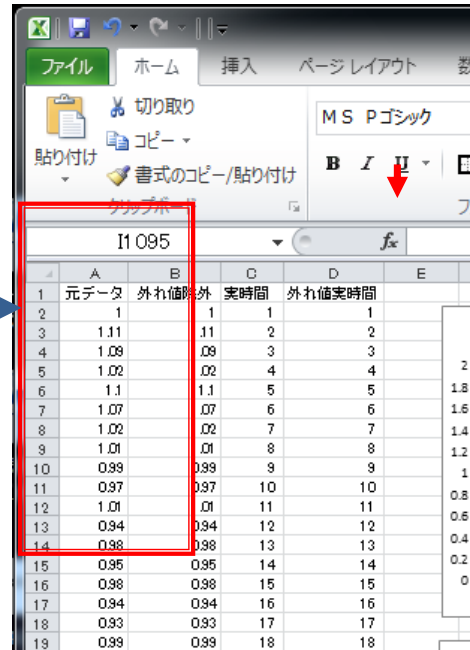 ファイル ホーム 挿入 ページ レイアウト 数
切り取り
コピー
貼り付け
書式のコピー/貼り付け
クリップボード
ＭＳ Ｐゴシック
B I U
フ
I1095 fx
A B C D E
1 元データ 外れ値除外 実時間 外れ値実時間
2 1 1 1 1
3 1.11 .11 2 2
4 1.09 .09 3 3
5 1.02 .02 4 4
6 1.1 1.1 5 5
7 1.07 .07 6 6
8 1.02 .02 7 7
9 1.01 .01 8 8
10 0.99 0.99 9 9
11 0.97 0.97 10 10
12 1.01 .01 11 11
13 0.94 0.94 12 12
14 0.98 0.98 13 13
15 0.95 0.95 14 14
16 0.98 0.98 15 15
17 0.94 0.94 16 16
18 0.93 0.93 17 17
19 0.99 0.99 18 18
2
1.8
1.6
1.4
1.2
1
0.8
0.6
0.4
0.2
0